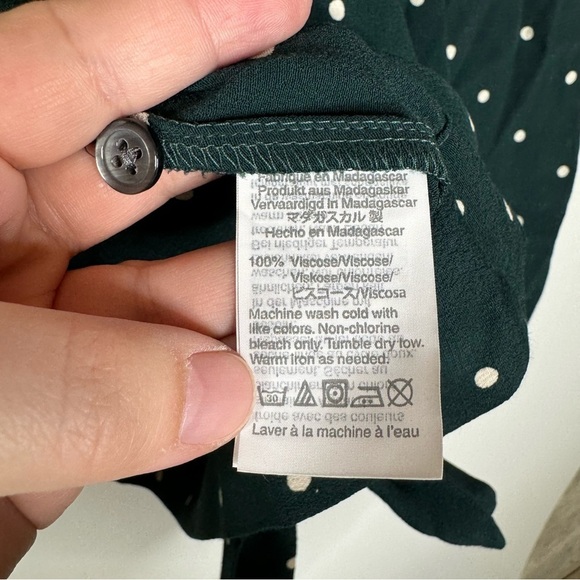 Fabriqué en Madagascar
Produkt aus Madagaskar
Vervaardigd in Madagascar
マダガスカル 製
Hecho en Madagascar
100% Viscose/Viscose/
Viskose/Viscose/
ビスコース/Viscosa
Machine wash cold with
like colors. Non-chlorine
bleach only. Tumble dry low.
Warm iron as needed.
30
Laver à la machine à l'eau